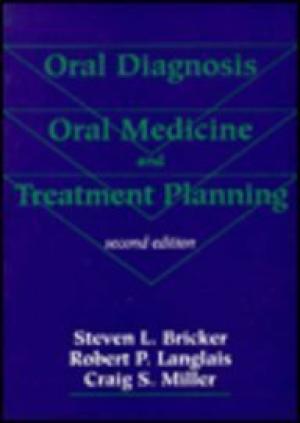 Oral Diagnosis
Oral Medicine
and
Treatment Planning
second edition
Steven L. Bricker
Robert P. Langlais
Craig S. Miller